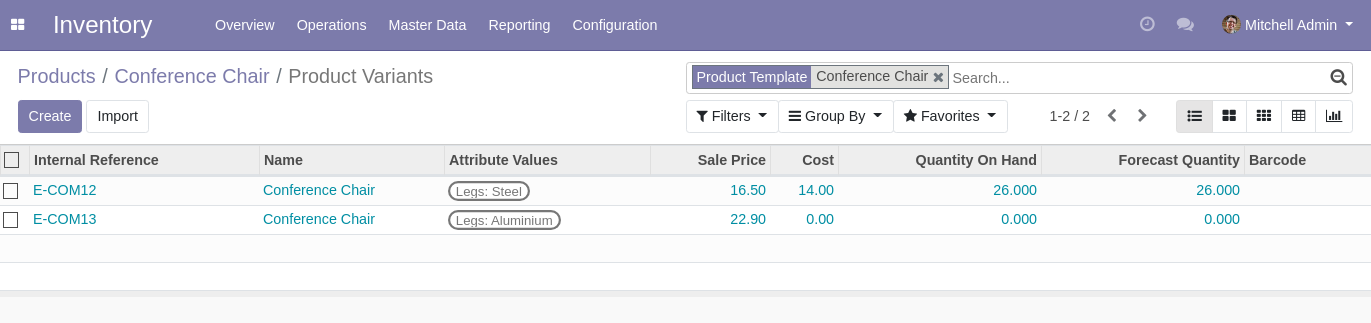 Inventory Overview Operations Master Data Reporting Configuration Mitchell Admin
Products / Conference Chair / Product Variants
Product Template Conference Chair Search...
Create Import Filters Group By Favorites 1-2 / 2
Internal Reference Name Attribute Values Sale Price Cost Quantity On Hand Forecast Quantity Barcode
E-COM12 Conference Chair Legs: Steel 16.50 14.00 26.000 26.000
E-COM13 Conference Chair Legs: Aluminium 22.90 0.00 0.000 0.000